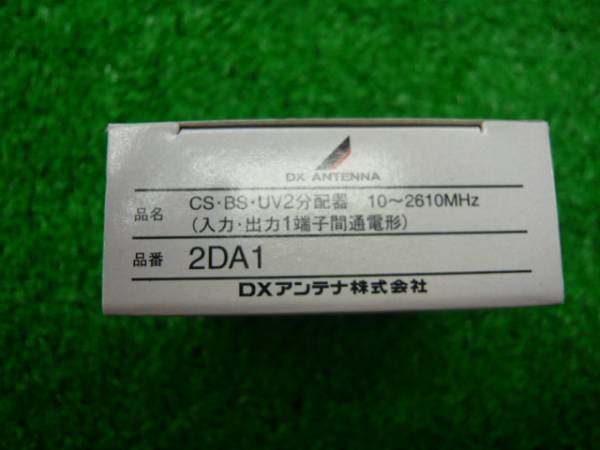 DX ANTENNA
品名 CS・BS・UV2分配器 10～2610MHz
(入力・出力1端子間通電形)
品番 2DA1
DXアンテナ株式会社